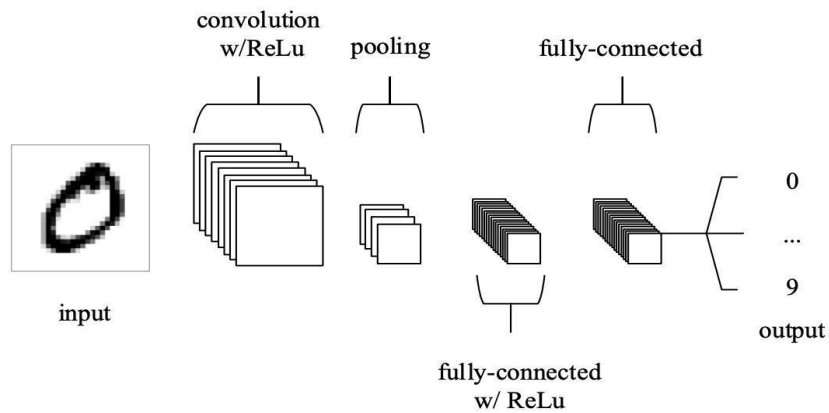 convolution
w/ReLu
pooling
fully-connected
input
fully-connected
w/ ReLu
0
...
9
output